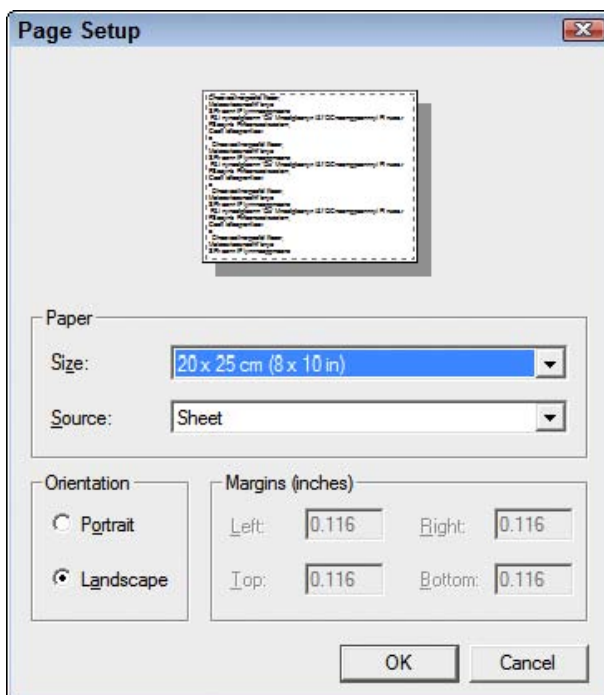 Page Setup
Paper
Size: 20 x 25 cm (8 x 10 in)
Source: Sheet
Orientation
Portrait
Landscape
Margins (inches)
Left: 0.116 Right: 0.116
Top: 0.116 Bottom: 0.116
OK Cancel